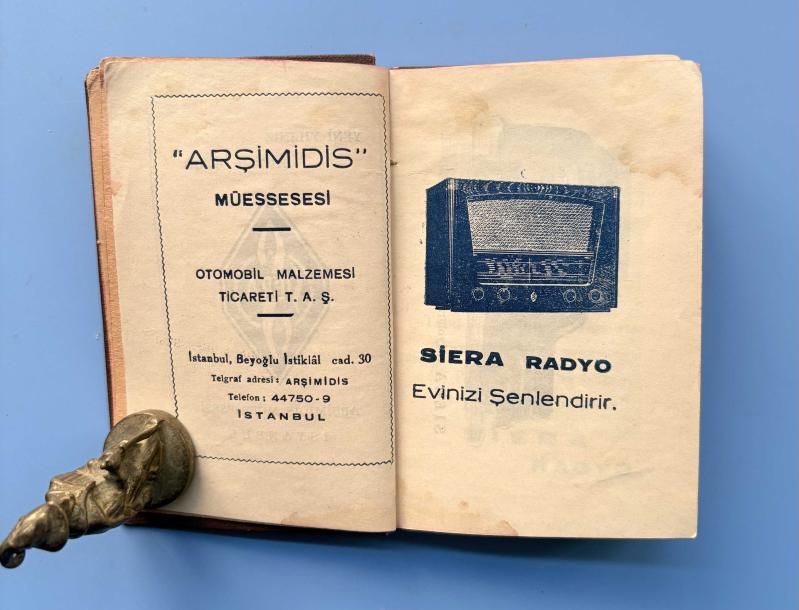 "ARŞİMİDİS"
MÜESSESESİ
OTOMOBİL MALZEMESİ
TİCARETİ T. A. Ş.
İstanbul, Beyoğlu İstiklâl cad. 30
Telgraf adresi : ARŞİMİDİS
Telefon : 44750-9
İSTANBUL
SİERA RADYO
Evinizi Şenlendirir.